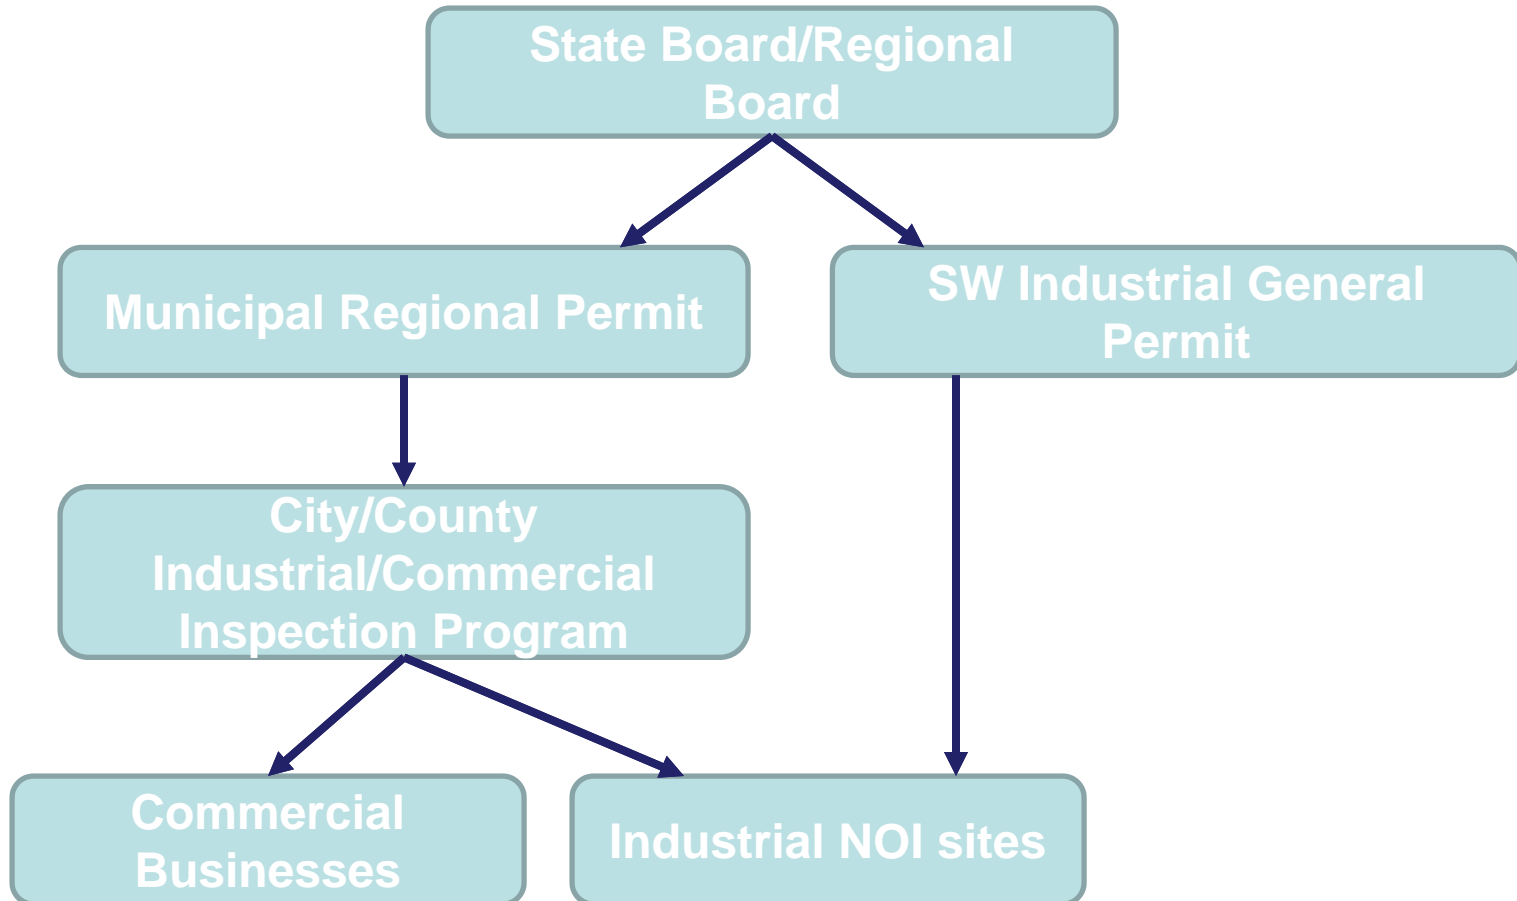 State Board/Regional
Board
Municipal Regional Permit
SW Industrial General
Permit
City/County
Industrial/Commercial
Inspection Program
Commercial
Businesses
Industrial NOI sites